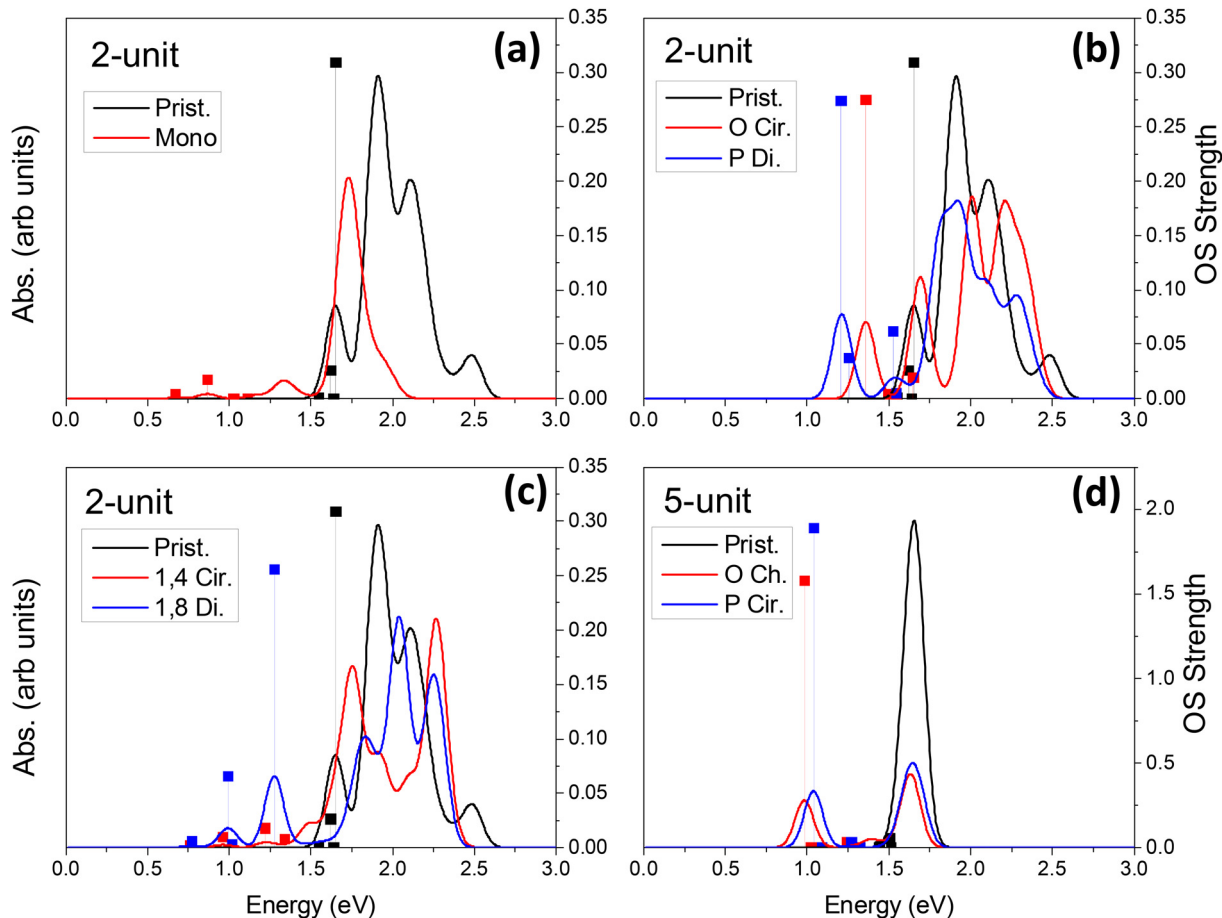 2-unit
(a)
Prist.
Mono
Abs. (arb units)
0.35
0.30
0.25
0.20
0.15
0.10
0.05
0.00
0.0 0.5 1.0 1.5 2.0 2.5 3.0
2-unit
(b)
Prist.
O Cir.
P Di.
0.35
0.30
0.25
0.20
0.15
0.10
0.05
0.00
OS Strength
0.0 0.5 1.0 1.5 2.0 2.5 3.0
2-unit
(c)
Prist.
1,4 Cir.
1,8 Di.
Abs. (arb units)
0.35
0.30
0.25
0.20
0.15
0.10
0.05
0.00
0.0 0.5 1.0 1.5 2.0 2.5 3.0
Energy (eV)
5-unit
(d)
Prist.
O Ch.
P Cir.
2.0
1.5
1.0
0.5
0.0
OS Strength
0.0 0.5 1.0 1.5 2.0 2.5 3.0
Energy (eV)